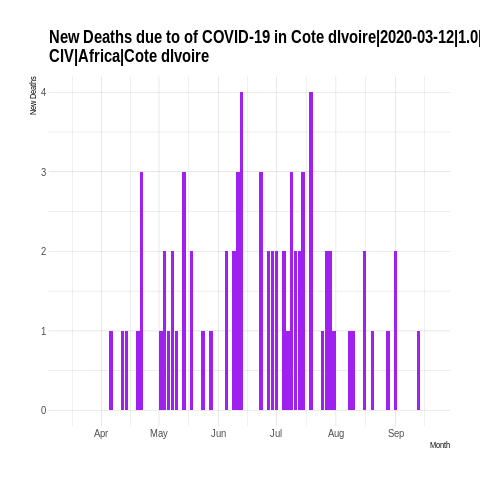 New Deaths due to of COVID-19 in Cote dIvoire|2020-03-12|1.0|
CIV|Africa|Cote dIvoire
New Deaths
4
3
2
1
0
Apr May Jun Jul Aug Sep
Month